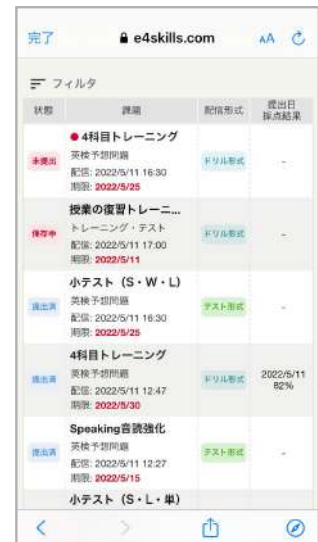 完了 e4skills.com AA
フィルタ
状態 課題 配信形式 提出日
採点結果
4科目トレーニング
英検予想問題
未提出 ドリル形式 -
配信: 2022/5/11 16:30
期限: 2022/5/25
授業の復習トレーニ...
トレーニング・テスト
保存中 ドリル形式 -
配信: 2022/5/11 17:00
期限: 2022/5/11
小テスト（S・W・L）
英検予想問題
提出済 テスト形式 -
配信: 2022/5/11 16:30
期限: 2022/5/25
4科目トレーニング
英検予想問題
提出済 ドリル形式 2022/5/11
82%
配信: 2022/5/11 12:47
期限: 2022/5/30
Speaking音読強化
英検予想問題
提出済 テスト形式 -
配信: 2022/5/11 12:27
期限: 2022/5/15
小テスト（S・L・単）